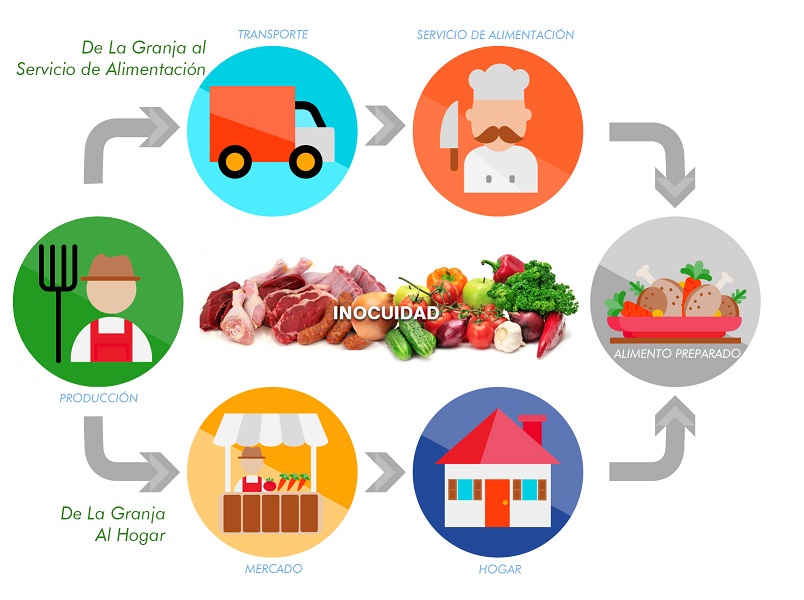 TRANSPORTE
SERVICIO DE ALIMENTACIÓN
De La Granja al
Servicio de Alimentación
INOCUIDAD
ALIMENTO PREPARADO
PRODUCCIÓN
De La Granja
Al Hogar
MERCADO
HOGAR